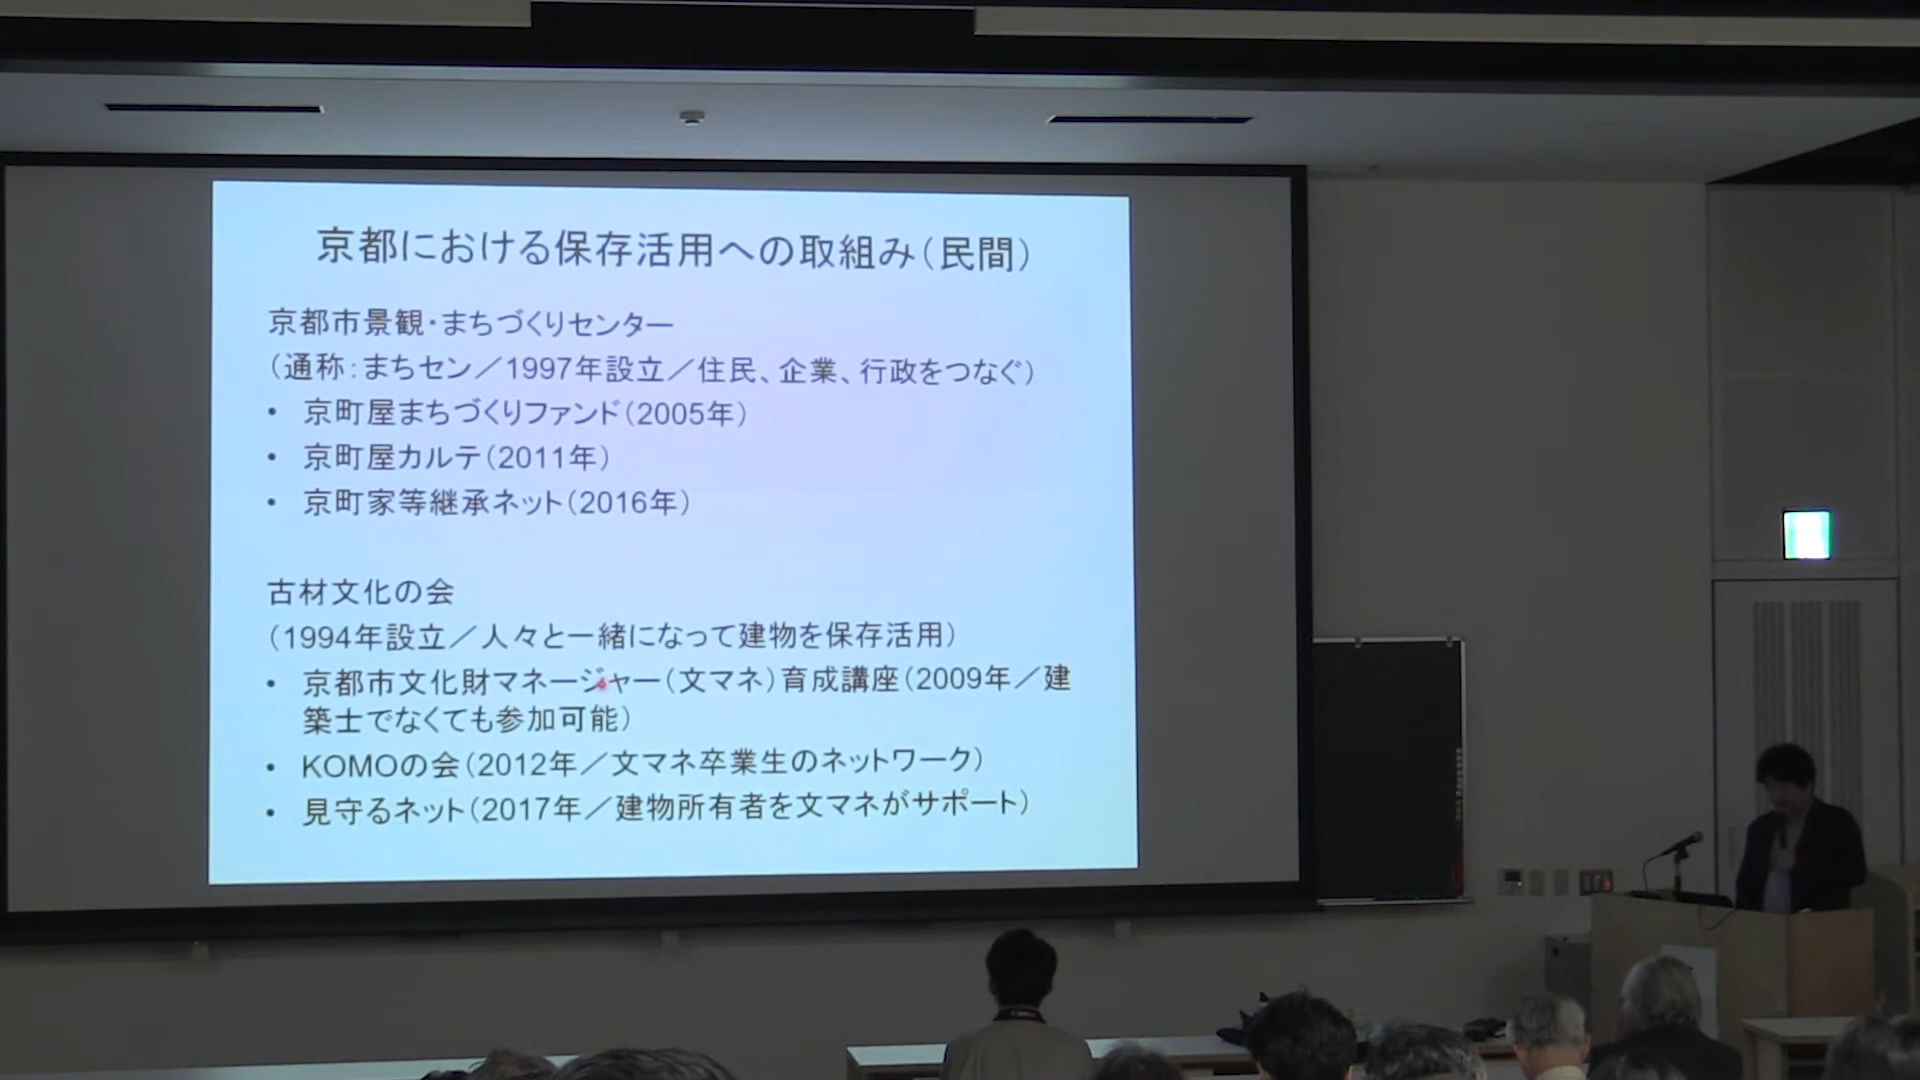 京都における保存活用への取組み（民間）
京都市景観・まちづくりセンター
（通称：まちセン／1997年設立／住民、企業、行政をつなぐ）
• 京町屋まちづくりファンド（2005年）
• 京町屋カルテ（2011年）
• 京町家等継承ネット（2016年）
古材文化の会
（1994年設立／人々と一緒になって建物を保存活用）
• 京都市文化財マネージャー（文マネ）育成講座（2009年／建
築士でなくても参加可能）
• KOMOの会（2012年／文マネ卒業生のネットワーク）
• 見守るネット（2017年／建物所有者を文マネがサポート）